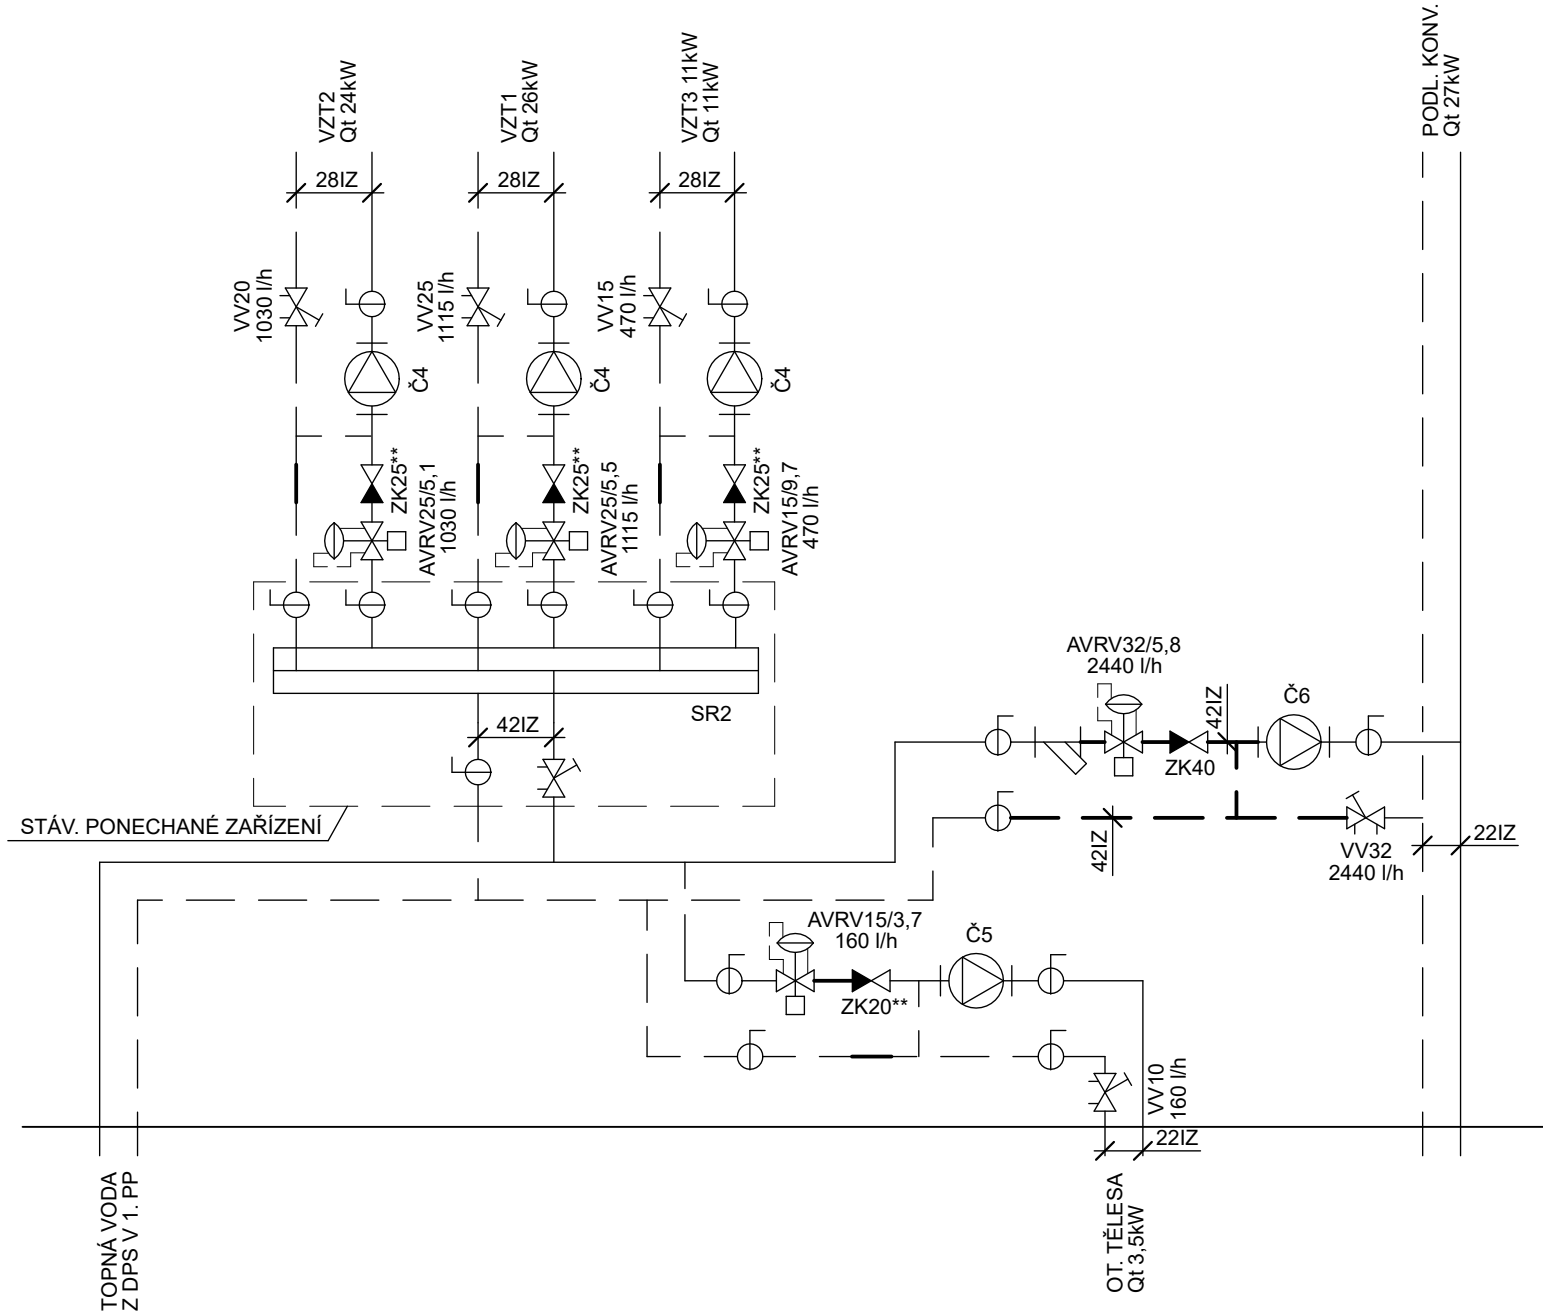 VZT2
Qt 24kW
VZT1
Qt 26kW
VZT3 11kW
Qt 11kW
PODL. KONV.
Qt 27kW
28IZ
28IZ
28IZ
VV20
1030 l/h
VV25
1115 l/h
VV15
470 l/h
Č4
Č4
Č4
ZK25**
AVRV25/5,1
1030 l/h
ZK25**
AVRV25/5,5
1115 l/h
ZK25**
AVRV15/9,7
470 l/h
SR2
42IZ
STÁV. PONECHANÉ ZAŘÍZENÍ
AVRV32/5,8
2440 l/h
42IZ
Č6
ZK40
42IZ
VV32
2440 l/h
22IZ
AVRV15/3,7
160 l/h
Č5
ZK20**
VV10
160 l/h
22IZ
TOPNÁ VODA
Z DPS V 1. PP
OT. TĚLESA
Qt 3,5kW